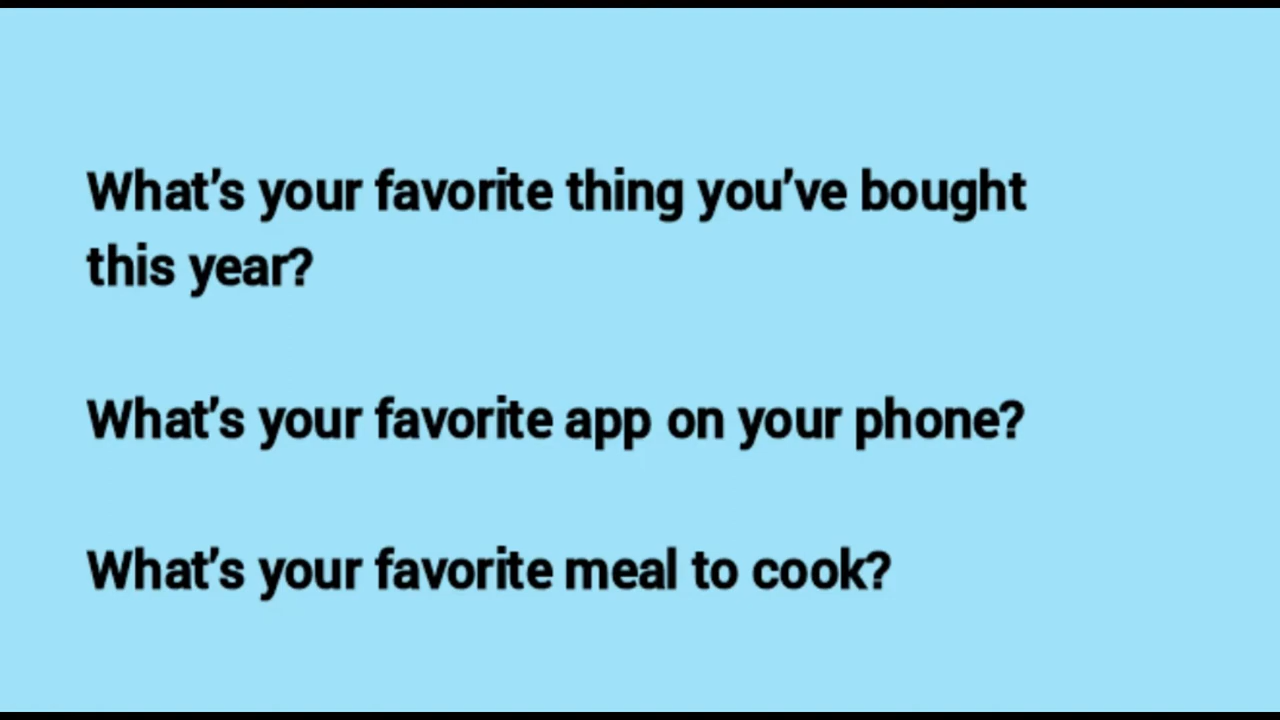 What's your favorite thing you've bought
this year?
What's your favorite app on your phone?
What's your favorite meal to cook?